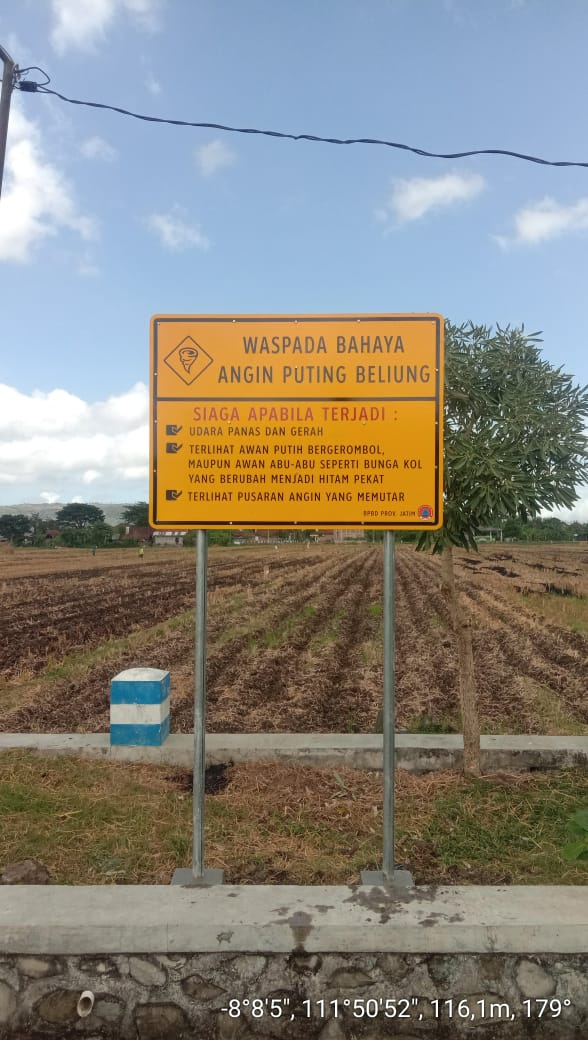 WASPADA BAHAYA
ANGIN PUTING BELIUNG
SIAGA APABILA TERJADI :
UDARA PANAS DAN GERAH
TERLIHAT AWAN PUTIH BERGEROMBOL,
MAUPUN AWAN ABU-ABU SEPERTI BUNGA KOL
YANG BERUBAH MENJADI HITAM PEKAT
TERLIHAT PUSARAN ANGIN YANG MEMUTAR
BPBD PROV. JATIM
-8°8'5", 111°50'52", 116,1m, 179°